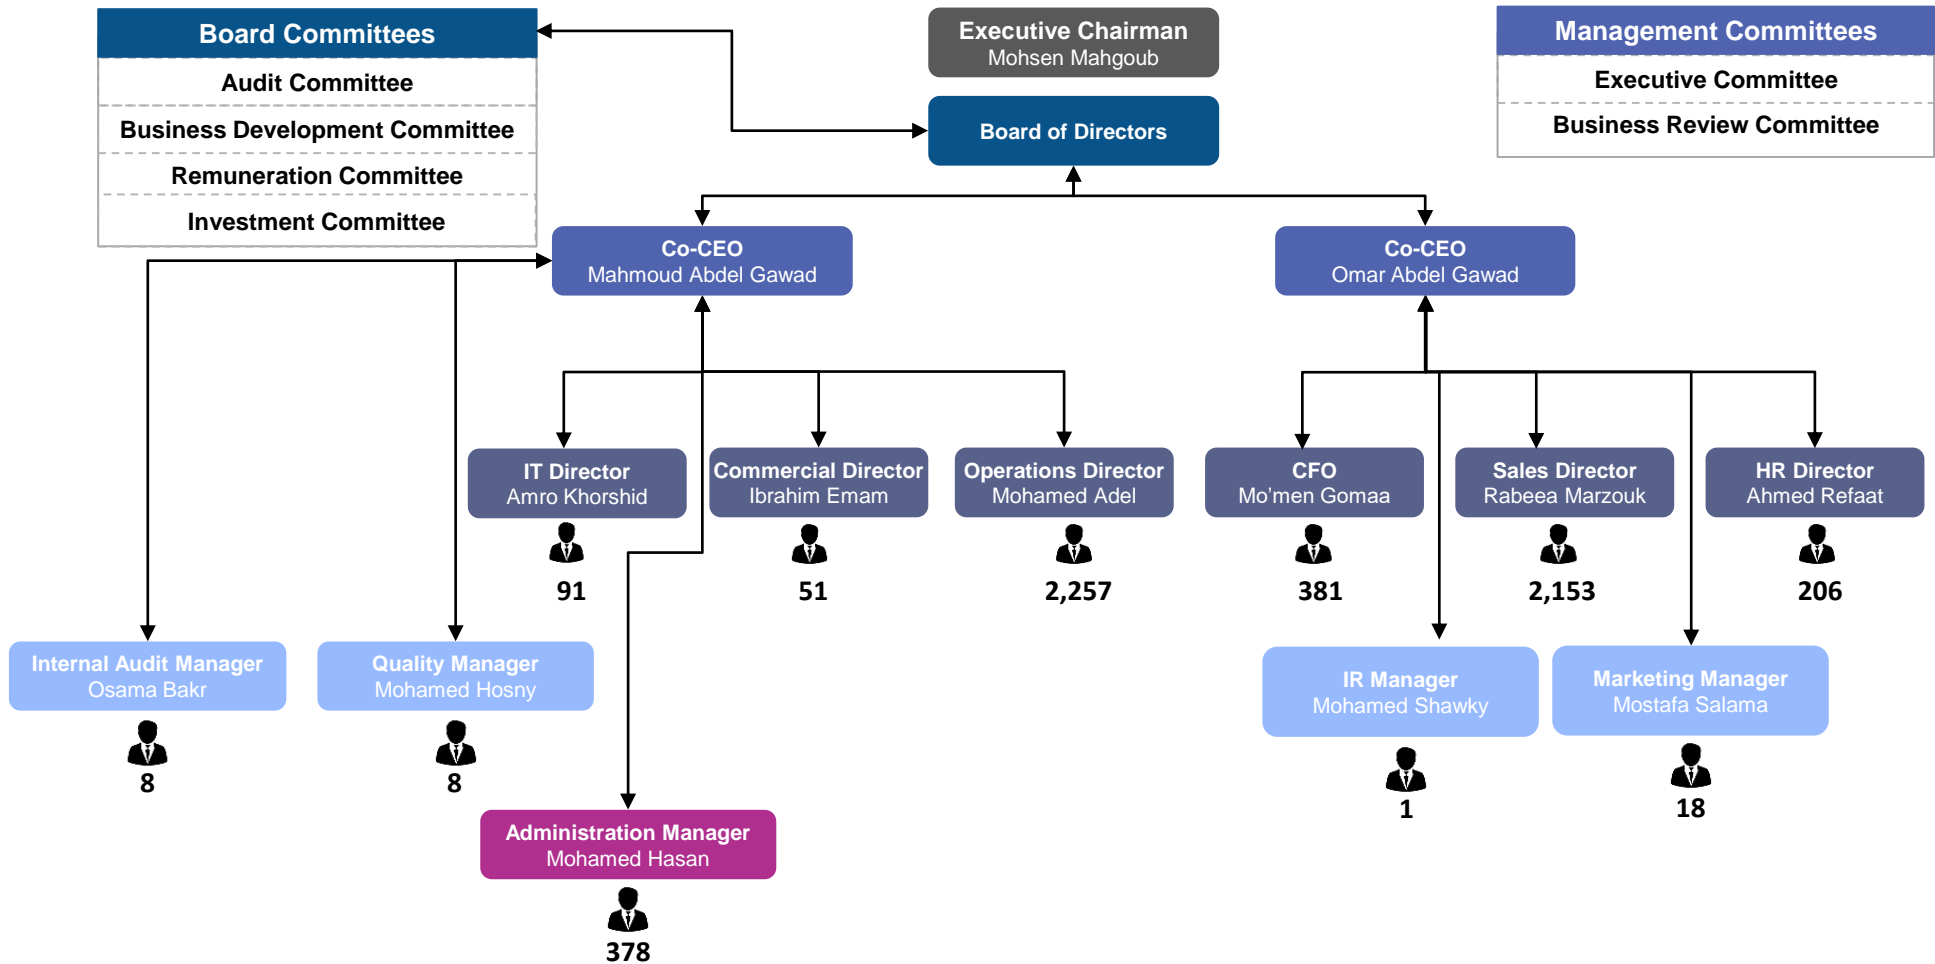 Board Committees
Audit Committee
Business Development Committee
Remuneration Committee
Investment Committee
Executive Chairman
Mohsen Mahgoub
Board of Directors
Management Committees
Executive Committee
Business Review Committee
Co-CEO
Mahmoud Abdel Gawad
Co-CEO
Omar Abdel Gawad
IT Director
Amro Khorshid
91
Commercial Director
Ibrahim Emam
51
Operations Director
Mohamed Adel
2,257
CFO
Mo’men Gomaa
381
Sales Director
Rabeea Marzouk
2,153
HR Director
Ahmed Refaat
206
Internal Audit Manager
Osama Bakr
8
Quality Manager
Mohamed Hosny
8
IR Manager
Mohamed Shawky
1
Marketing Manager
Mostafa Salama
18
Administration Manager
Mohamed Hasan
378